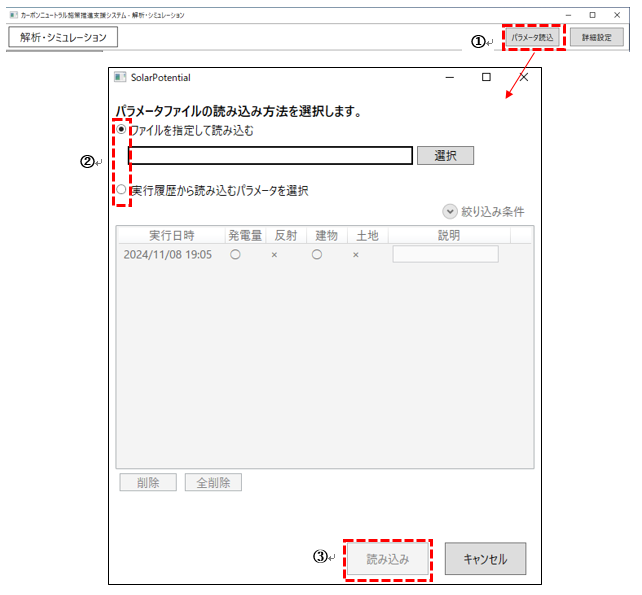 カーボンニュートラル施策推進支援システム - 解析・シミュレーション
解析・シミュレーション
①
パラメータ読込
詳細設定
SolarPotential
パラメータファイルの読み込み方法を選択します。
ファイルを指定して読み込む
②
選択
実行履歴から読み込むパラメータを選択
絞り込み条件
実行日時 発電量 反射 建物 土地 説明
2024/11/08 19:05 ○ × ○ ×
削除 全削除
③
読み込み キャンセル